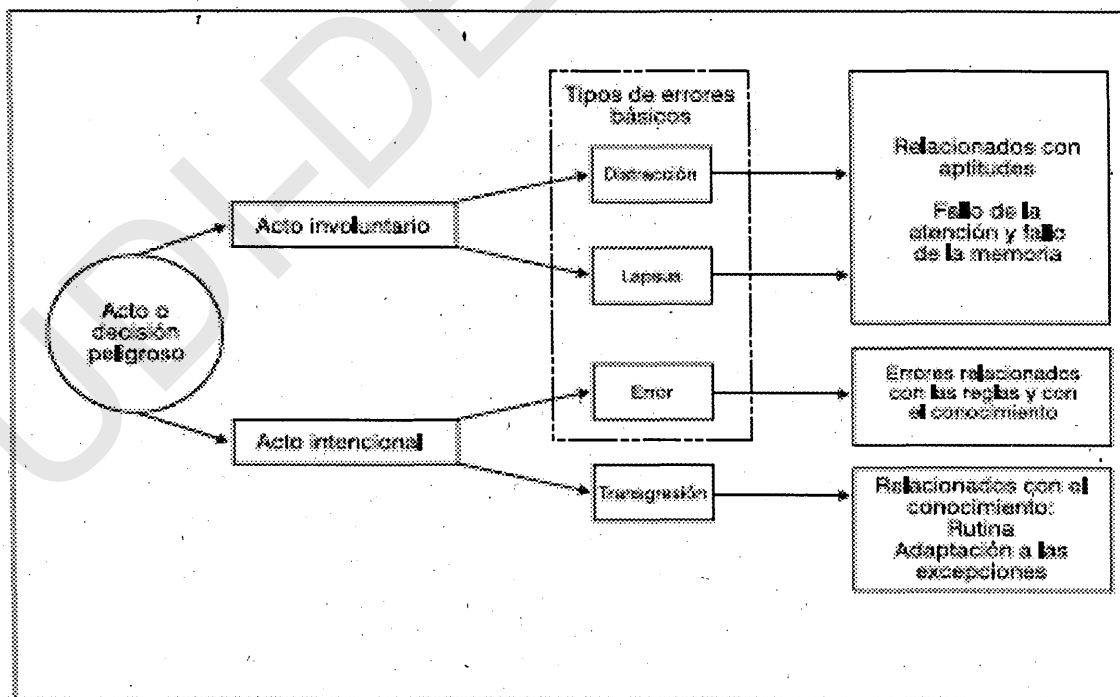 UDI-DE
Tipos de errores
básicos
Distracción
Relacionados con
aptitudes
Fallo de la
atención y fallo
de la memoria
Acto involuntario
Lapsus
Acto o
decisión
peligroso
Error
Errores relacionados
con las reglas y con
el conocimiento
Acto intencional
Transgresión
Relacionados con el
conocimiento:
Rutina
Adaptación a las
excepciones